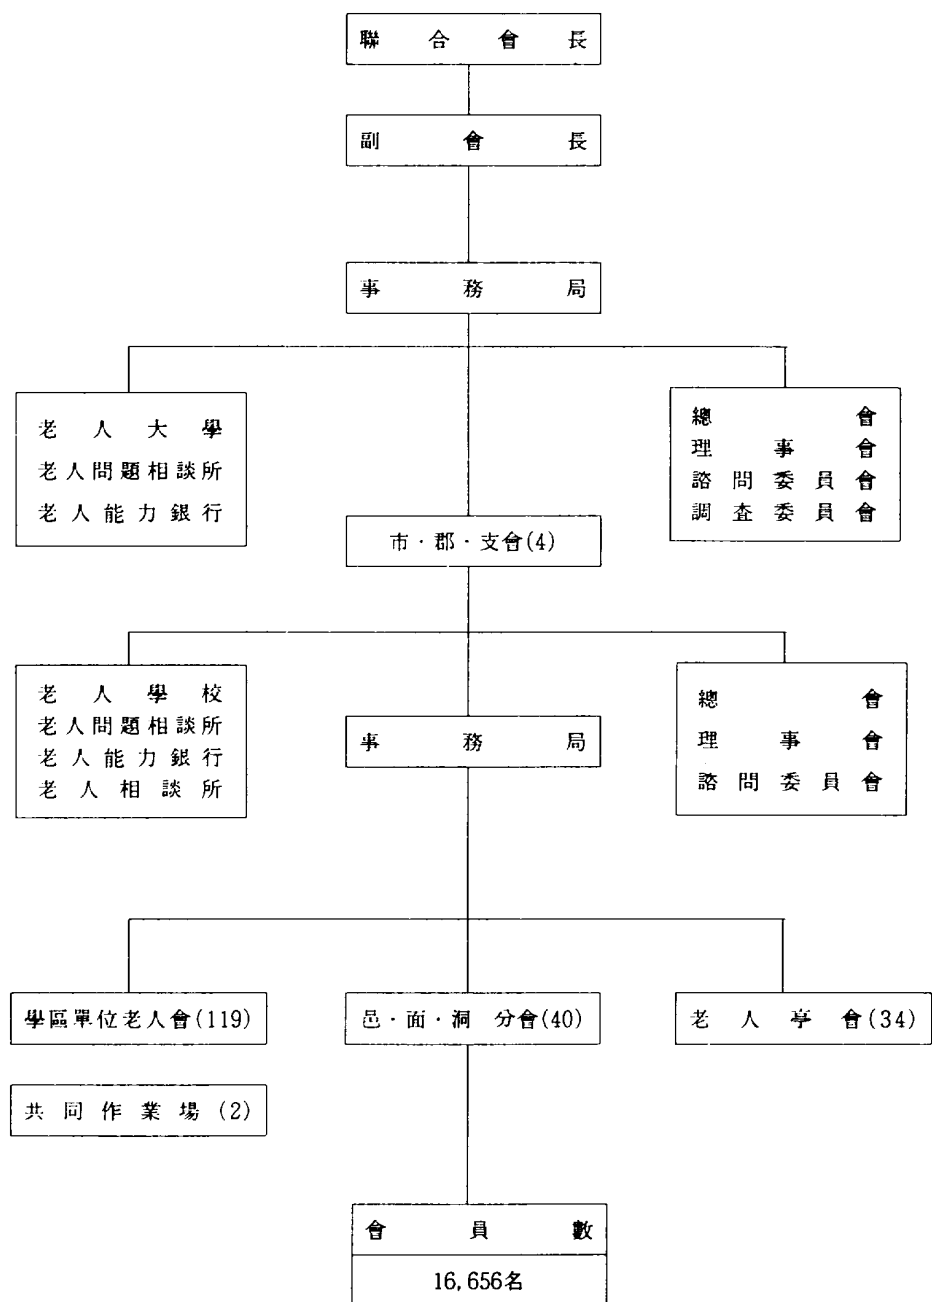 聯合會長
副會長
事務局
老人大學
老人問題相談所
老人能力銀行
總會
理事會
諮問委員會
調査委員會
市·郡·支會(4)
老人學校
老人問題相談所
老人能力銀行
老人相談所
事務局
總會
理事會
諮問委員會
學區單位老人會(119)
邑·面·洞 分會(40)
老人亭會(34)
共同作業場(2)
會員數
16,656名